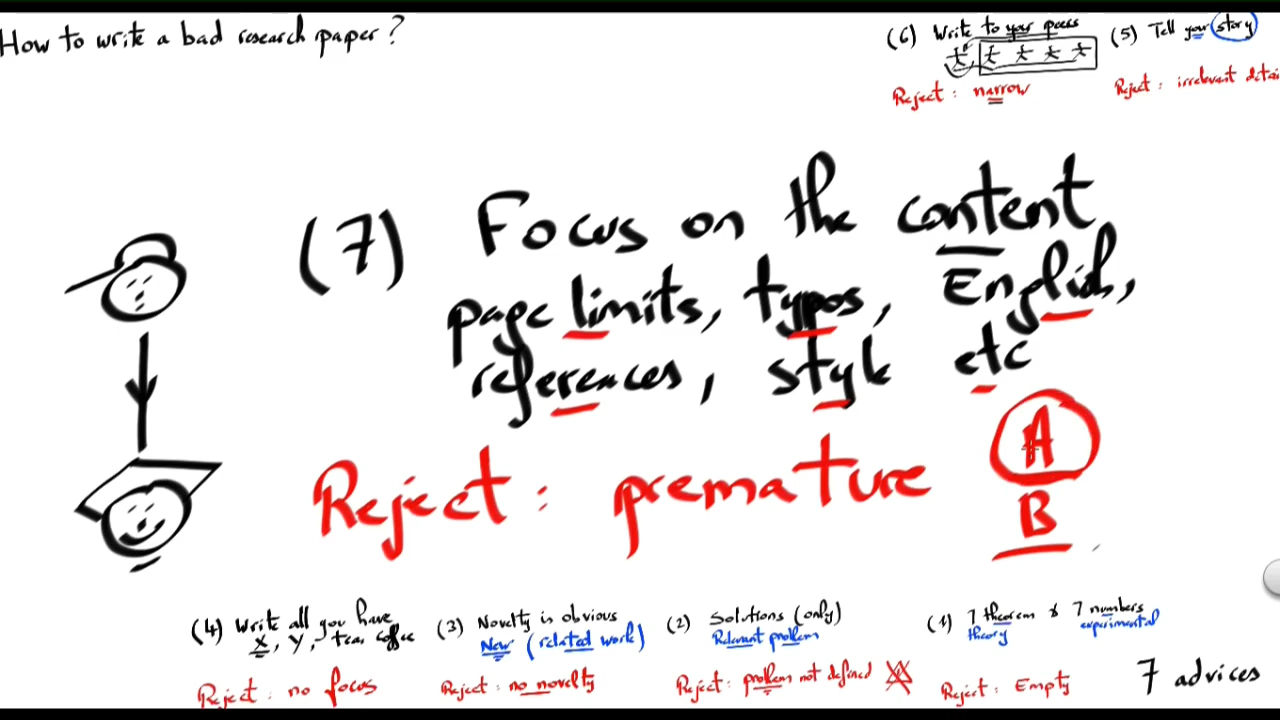 How to write a bad research paper?
(6) Write to your peers
Reject: narrow
(5) Tell your story
Reject: irrelevant detai
(7) Focus on the content
page limits, typos, English,
references, style etc
Reject: premature
A
B
(4) Write all you have
X, Y,
Reject: no focus
(3) Novelty is obvious
New (related work)
Reject: no novelty
(2) Solutions (only)
Relevant problem
Reject: problem not defined
(1) 7 theorem & 7 numbers
theory experimental
Reject: Empty
7 advices